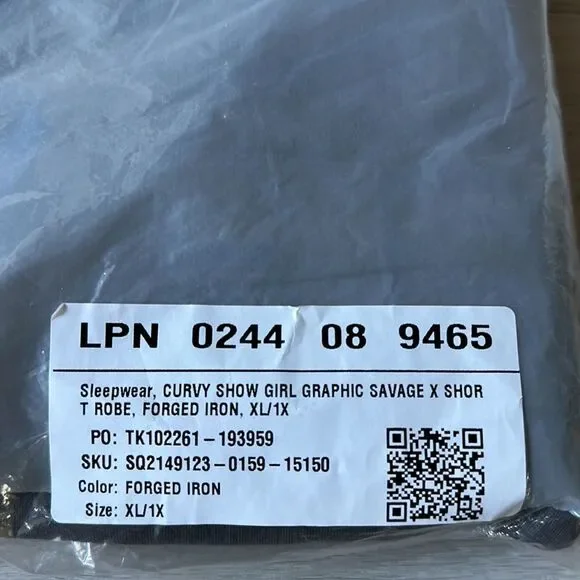 LPN 0244 08 9465
Sleepwear, CURVY SHOW GIRL GRAPHIC SAVAGE X SHOR
T ROBE, FORGED IRON, XL/1X
PO: TK102261-193959
SKU: SQ2149123-0159-15150
Color: FORGED IRON
Size: XL/1X